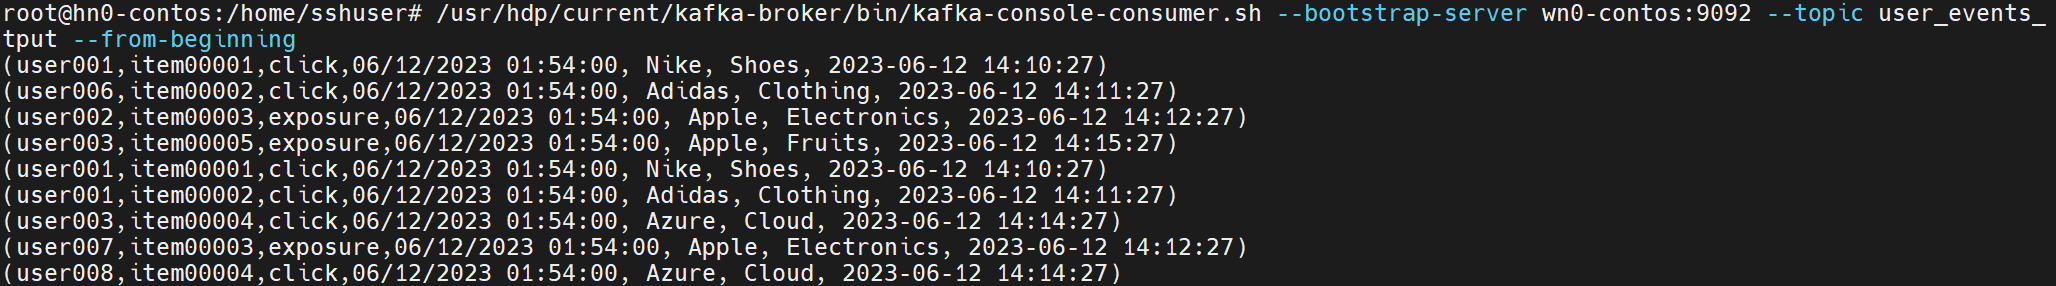 root@hn0-contos:/home/sshuser# /usr/hdp/current/kafka-broker/bin/kafka-console-consumer.sh --bootstrap-server wn0-contos:9092 --topic user_events_
tput --from-beginning
(user001,item00001,click,06/12/2023 01:54:00, Nike, Shoes, 2023-06-12 14:10:27)
(user006,item00002,click,06/12/2023 01:54:00, Adidas, Clothing, 2023-06-12 14:11:27)
(user002,item00003,exposure,06/12/2023 01:54:00, Apple, Electronics, 2023-06-12 14:12:27)
(user003,item00005,exposure,06/12/2023 01:54:00, Apple, Fruits, 2023-06-12 14:15:27)
(user001,item00001,click,06/12/2023 01:54:00, Nike, Shoes, 2023-06-12 14:10:27)
(user001,item00002,click,06/12/2023 01:54:00, Adidas, Clothing, 2023-06-12 14:11:27)
(user003,item00004,click,06/12/2023 01:54:00, Azure, Cloud, 2023-06-12 14:14:27)
(user007,item00003,exposure,06/12/2023 01:54:00, Apple, Electronics, 2023-06-12 14:12:27)
(user008,item00004,click,06/12/2023 01:54:00, Azure, Cloud, 2023-06-12 14:14:27)